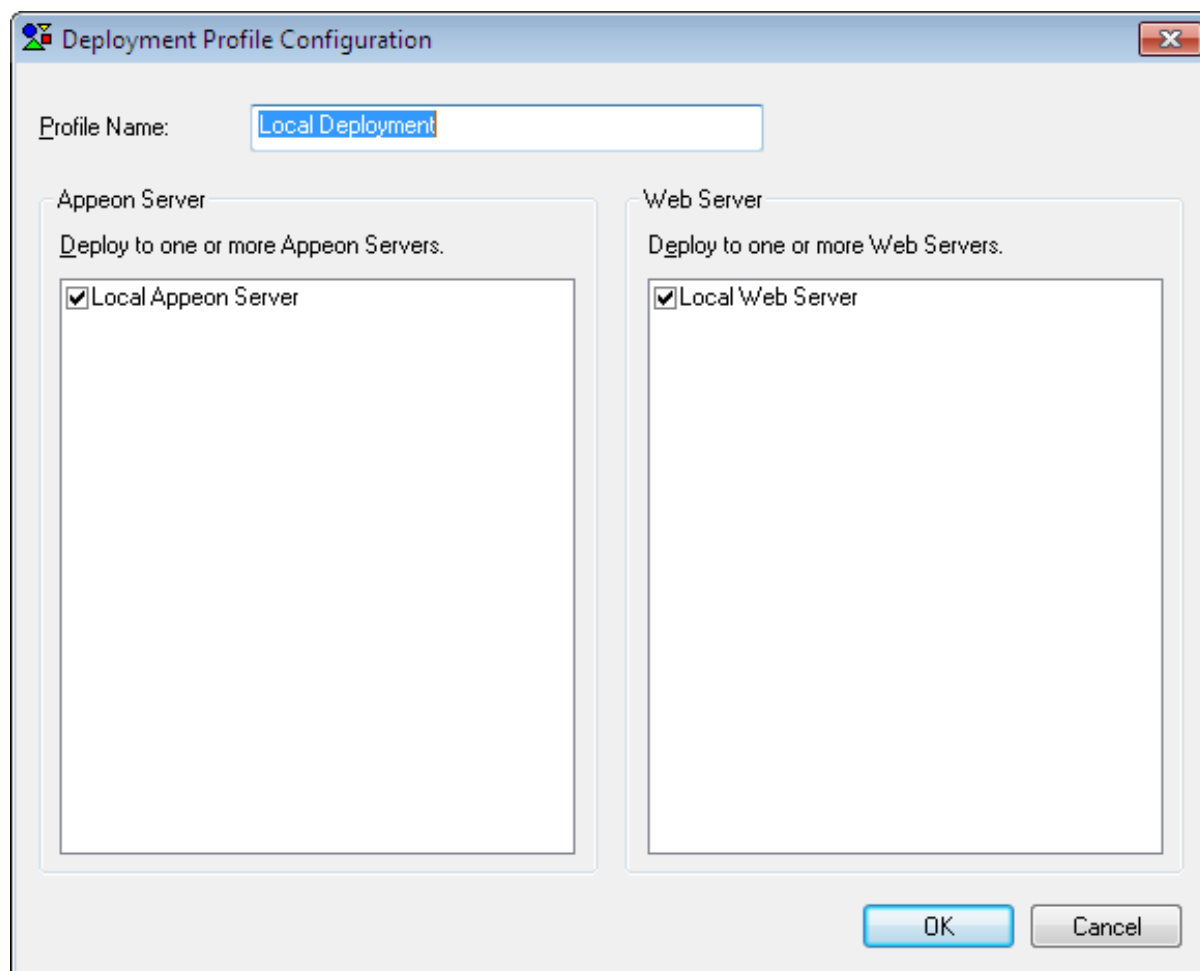 Deployment Profile Configuration
Profile Name: Local Deployment
Appeon Server
Deploy to one or more Appeon Servers.
Local Appeon Server
Web Server
Deploy to one or more Web Servers.
Local Web Server
OK Cancel